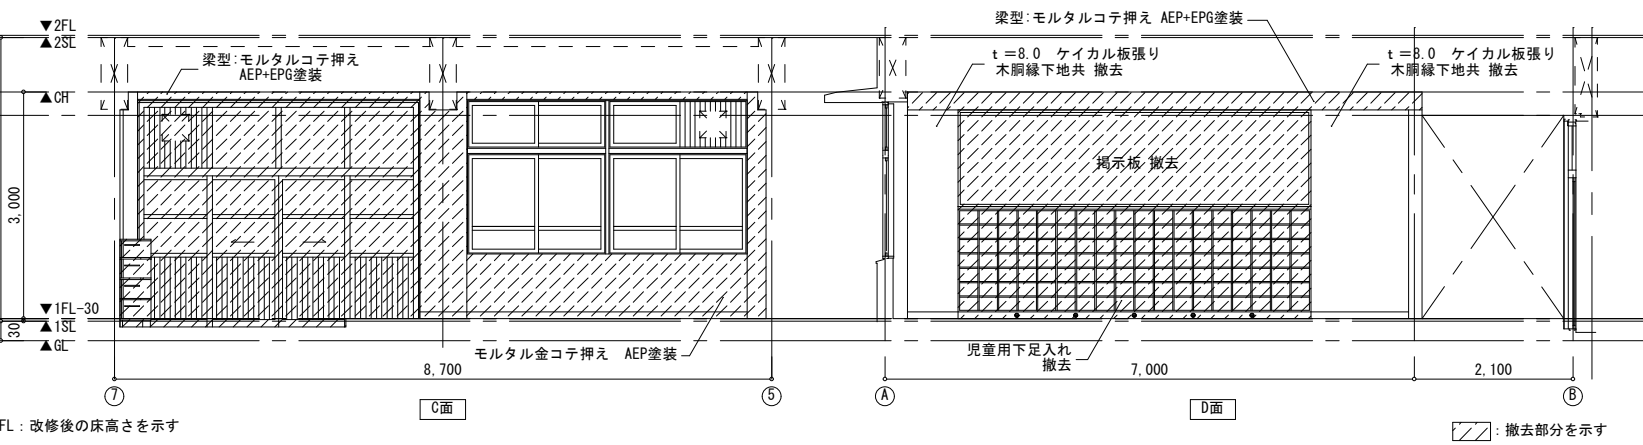 ▼2FL
▲2SL
梁型:モルタルコテ押え
AEP+EPG塗装
▲CH
3,000
▼1FL-30
▲1SL
30
▲GL
モルタル金コテ押え AEP塗装
8,700
7
5
C面
梁型:モルタルコテ押え AEP+EPG塗装
t=8.0 ケイカル板張り
木胴縁下地共 撤去
t=8.0 ケイカル板張り
木胴縁下地共 撤去
掲示板 撤去
児童用下足入れ
撤去
7,000
2,100
A
B
D面
FL:改修後の床高さを示す
:撤去部分を示す